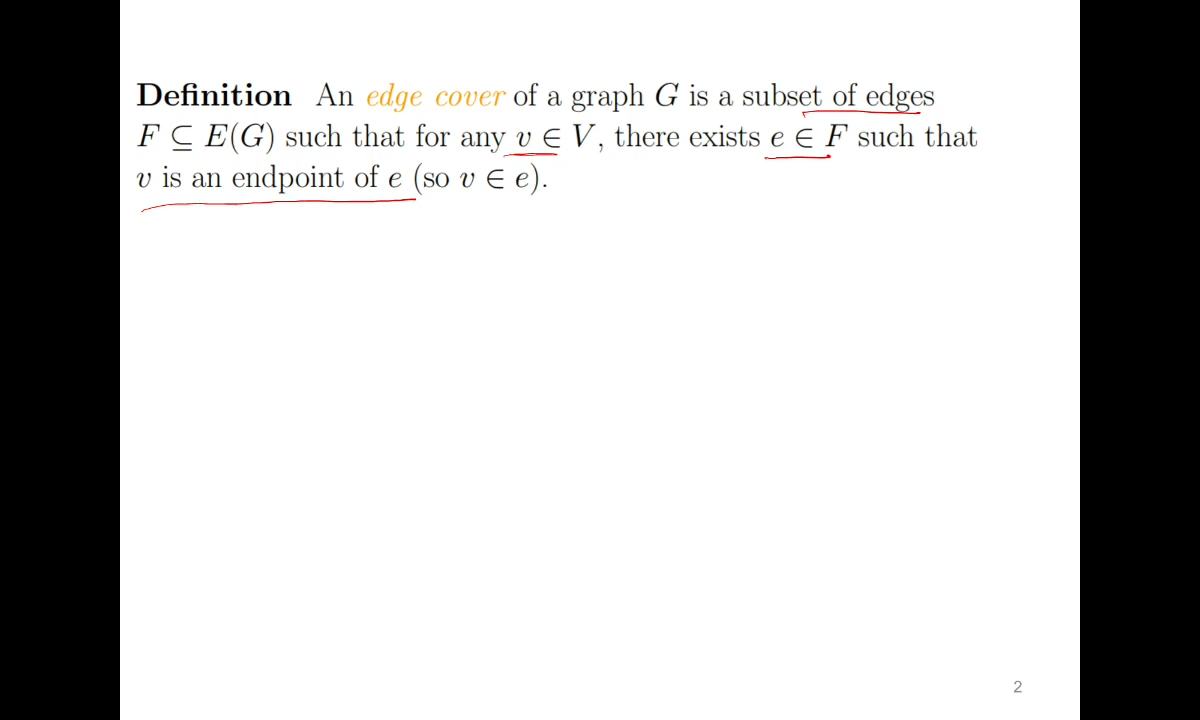 Definition An edge cover of a graph G is a subset of edges
F ⊆ E(G) such that for any v ∈ V, there exists e ∈ F such that
v is an endpoint of e (so v ∈ e).
2